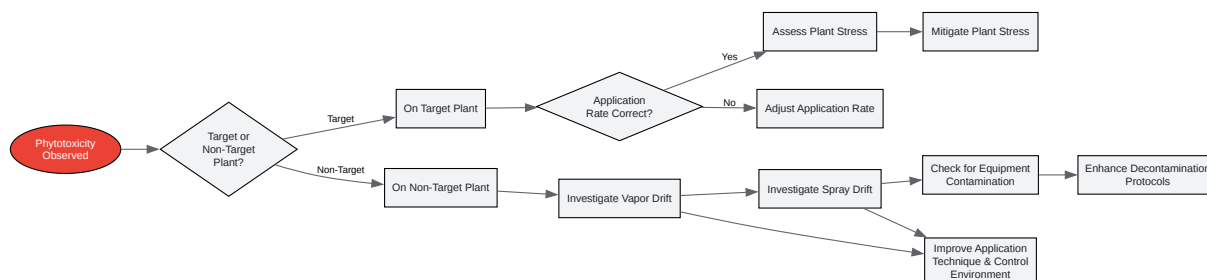 Phytotoxicity
Observed
Target or
Non-Target
Plant?
Target
On Target Plant
Application
Rate Correct?
Yes
Assess Plant Stress
Mitigate Plant Stress
No
Adjust Application Rate
Non-Target
On Non-Target Plant
Investigate Vapor Drift
Investigate Spray Drift
Check for Equipment
Contamination
Enhance Decontamination
Protocols
Improve Application
Technique & Control
Environment